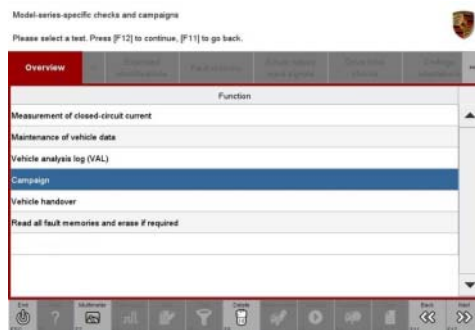 Model-series-specific checks and campaigns
Please select a test. Press [F12] to continue, [F11] to go back.
Overview
Function
Measurement of closed-circuit current
Maintenance of vehicle data
Vehicle analysis log (VAL)
Campaign
Vehicle handover
Read all fault memories and erase if required
Multimeter
Delete
Back
Next